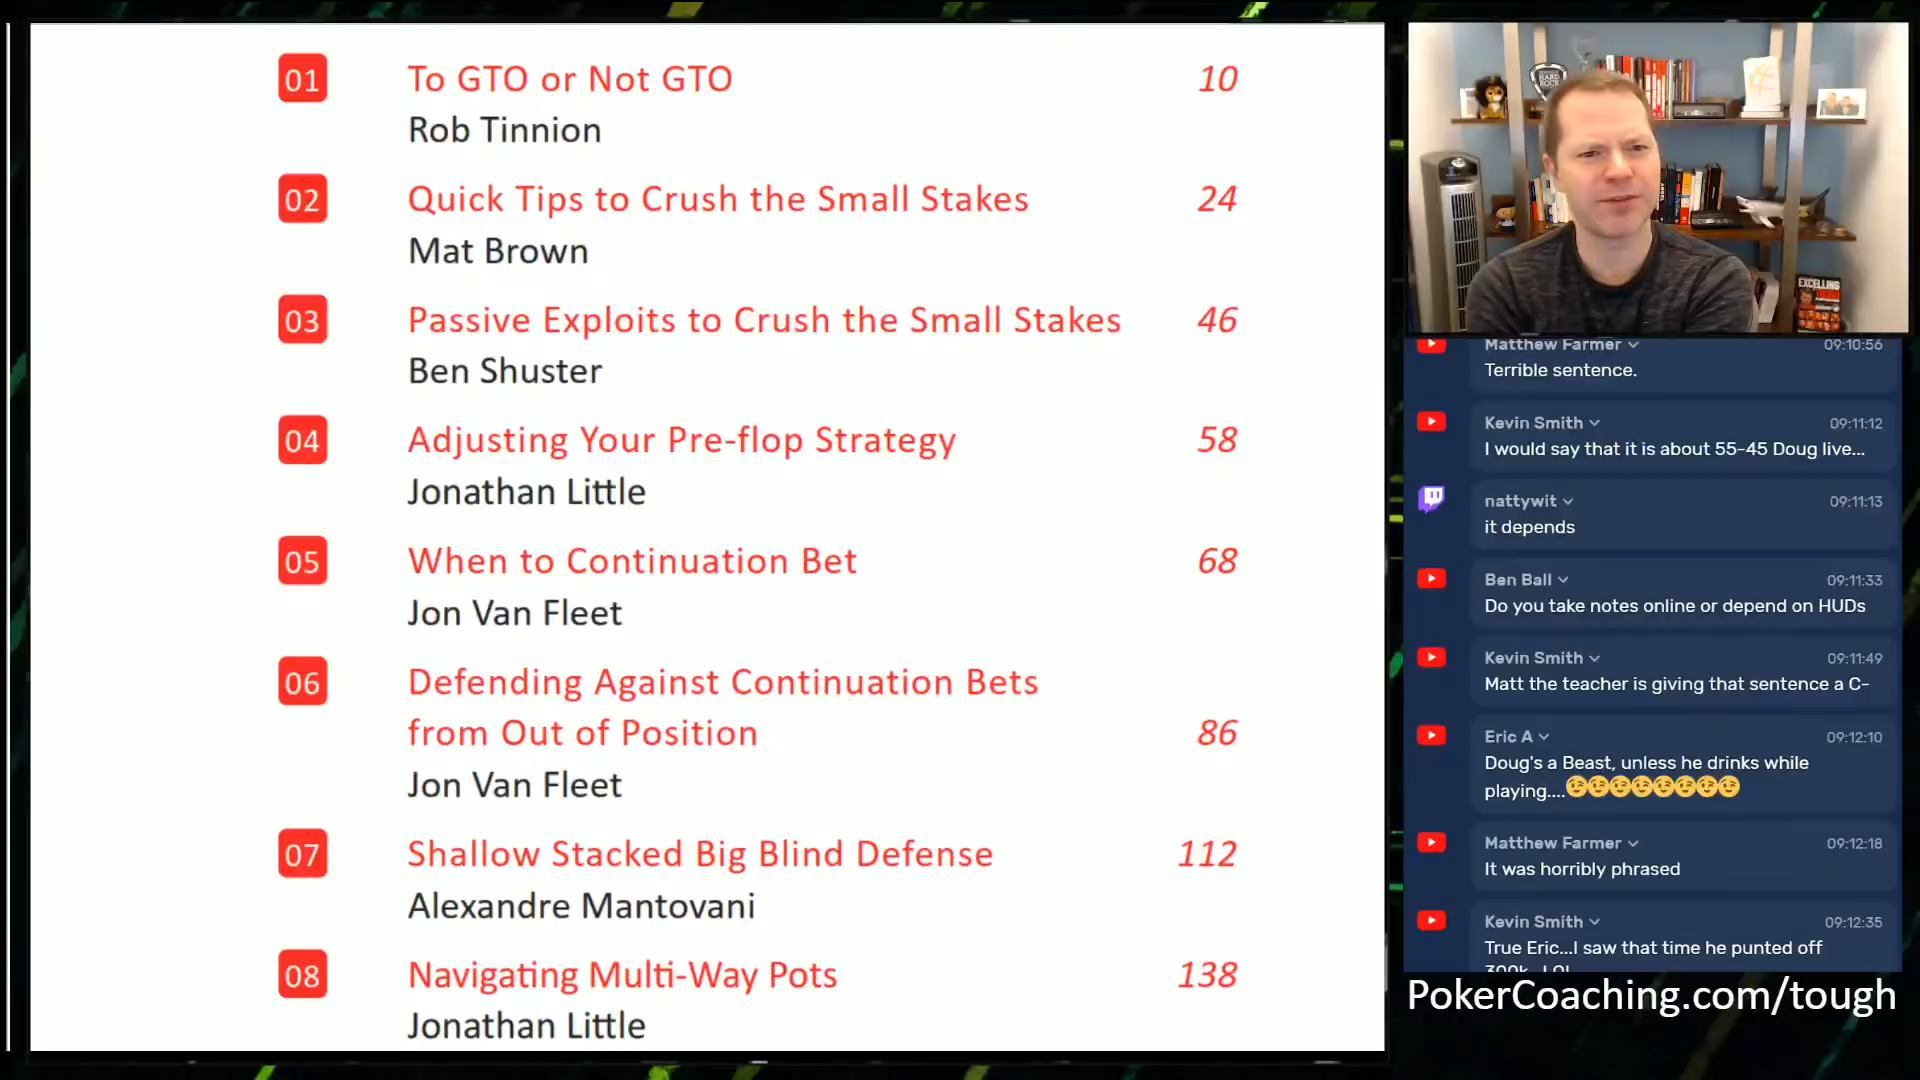 01 To GTO or Not GTO 10
Rob Tinnion
02 Quick Tips to Crush the Small Stakes 24
Mat Brown
03 Passive Exploits to Crush the Small Stakes 46
Ben Shuster
04 Adjusting Your Pre-flop Strategy 58
Jonathan Little
05 When to Continuation Bet 68
Jon Van Fleet
06 Defending Against Continuation Bets
from Out of Position 86
Jon Van Fleet
07 Shallow Stacked Big Blind Defense 112
Alexandre Mantovani
08 Navigating Multi-Way Pots 138
Jonathan Little
HARD ROCK
EXCELLING
Matthew Farmer 09:10:56
Terrible sentence.
Kevin Smith 09:11:12
I would say that it is about 55-45 Doug live...
nattywit 09:11:13
it depends
Ben Ball 09:11:33
Do you take notes online or depend on HUDs
Kevin Smith 09:11:49
Matt the teacher is giving that sentence a C-
Eric A 09:12:10
Doug's a Beast, unless he drinks while
playing....
Matthew Farmer 09:12:18
It was horribly phrased
Kevin Smith 09:12:35
True Eric...I saw that time he punted off
300k...LOL
PokerCoaching.com/tough